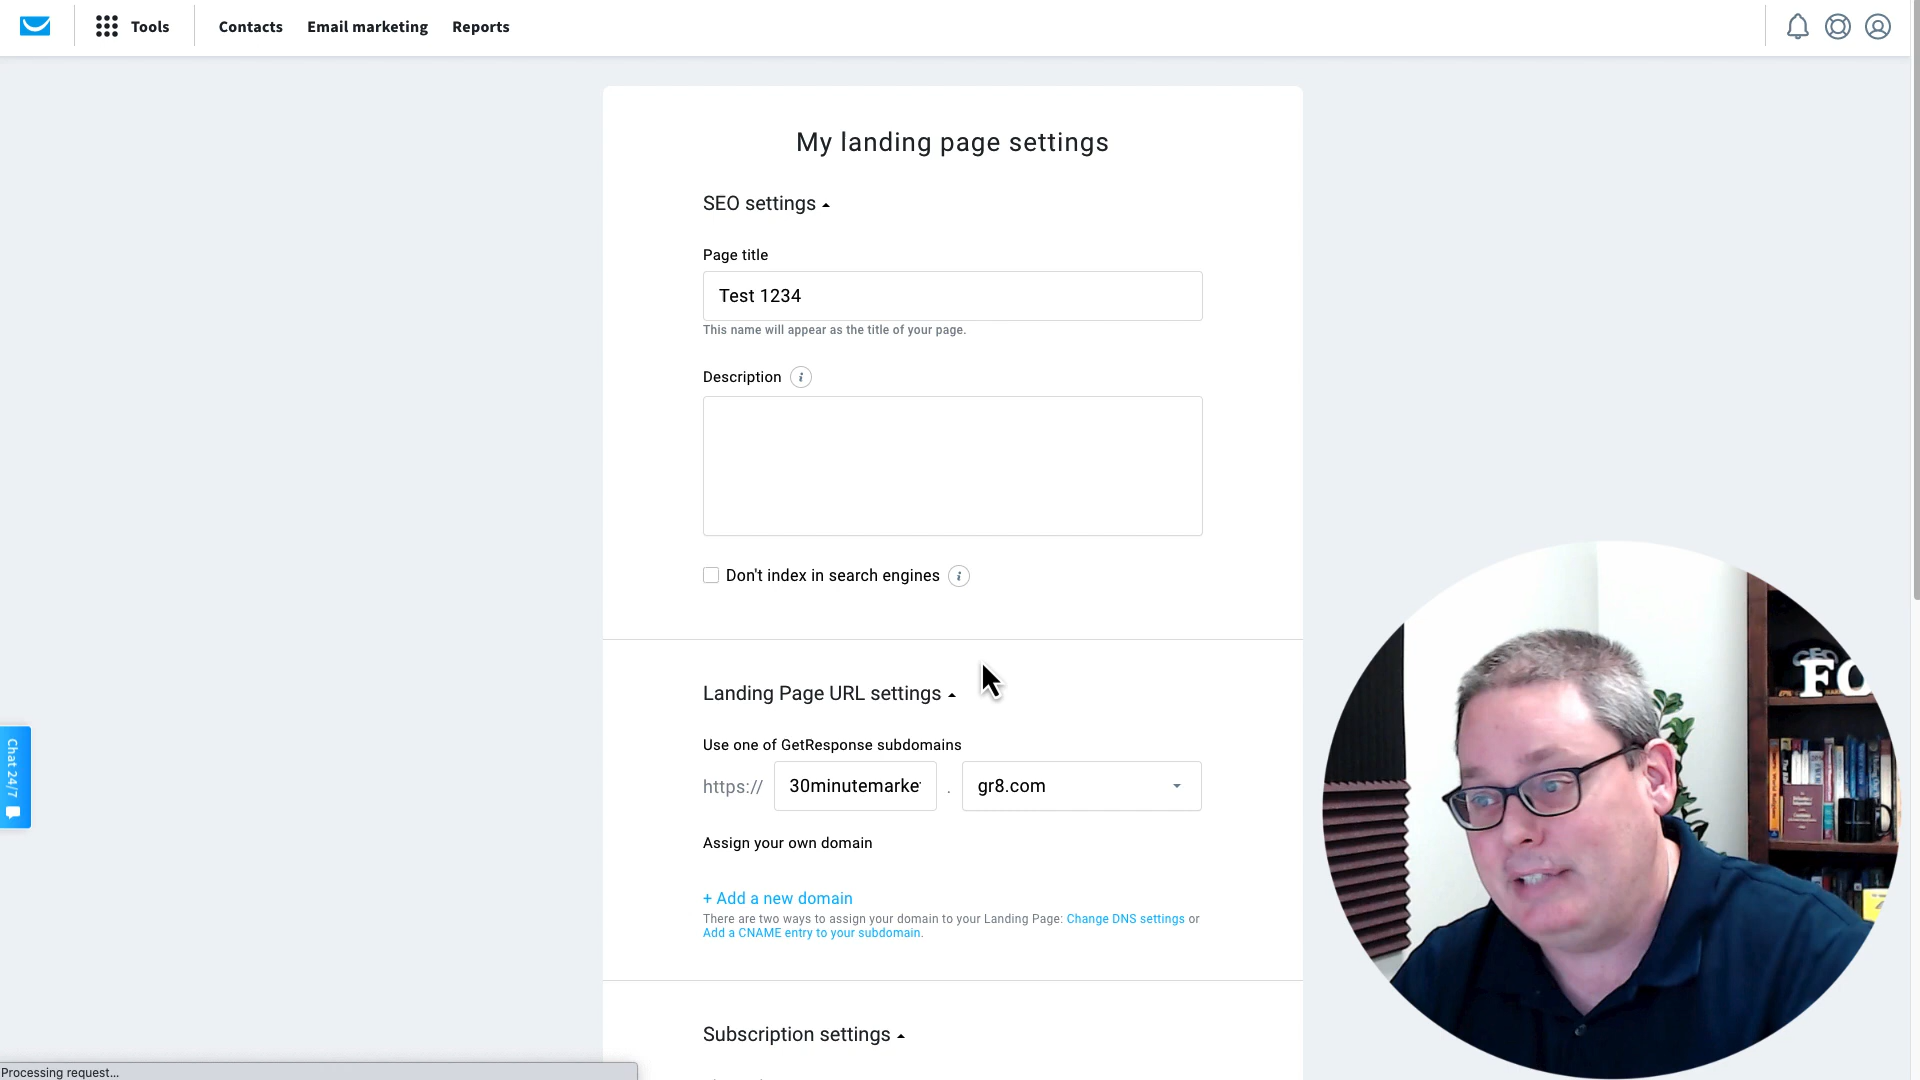 Tools
Contacts
Email marketing
Reports
My landing page settings
SEO settings
Page title
Test 1234
This name will appear as the title of your page.
Description
Don't index in search engines
Landing Page URL settings
Use one of GetResponse subdomains
https://
30minutemarke
.
gr8.com
Assign your own domain
+ Add a new domain
There are two ways to assign your domain to your Landing Page: Change DNS settings or
Add a CNAME entry to your subdomain.
Subscription settings
Chat 24/7
Processing request...
FO